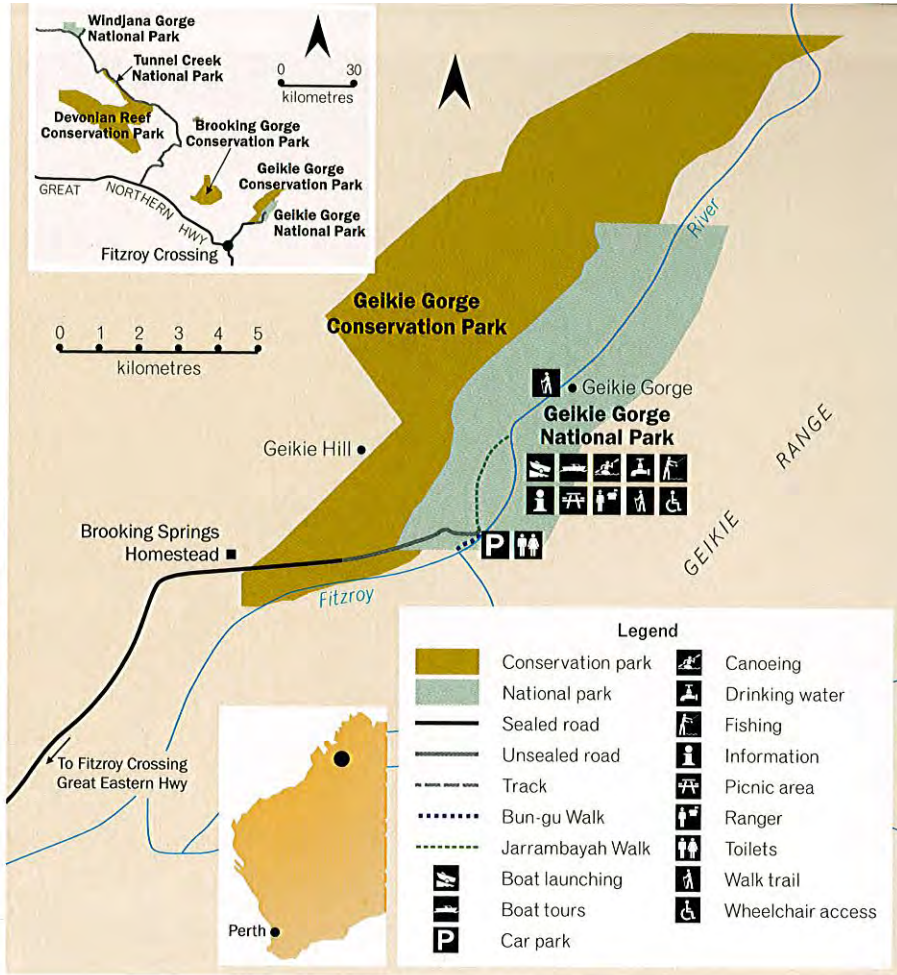 Windjana Gorge
National Park
Tunnel Creek
National Park
Devonian Reef
Conservation Park
Brooking Gorge
Conservation Park
Geikie Gorge
Conservation Park
Geikie Gorge
National Park
GREAT NORTHERN HWY
Fitzroy Crossing
0 30
kilometres
0 1 2 3 4 5
kilometres
Geikie Gorge
Conservation Park
River
Geikie Gorge
Geikie Gorge
National Park
Geikie Hill
GEIKIE RANGE
Brooking Springs
Homestead
P
Fitzroy
To Fitzroy Crossing
Great Eastern Hwy
Perth
Legend
Conservation park
National park
Sealed road
Unsealed road
Track
Bun-gu Walk
Jarrambayah Walk
Boat launching
Boat tours
P Car park
Canoeing
Drinking water
Fishing
Information
Picnic area
Ranger
Toilets
Walk trail
Wheelchair access